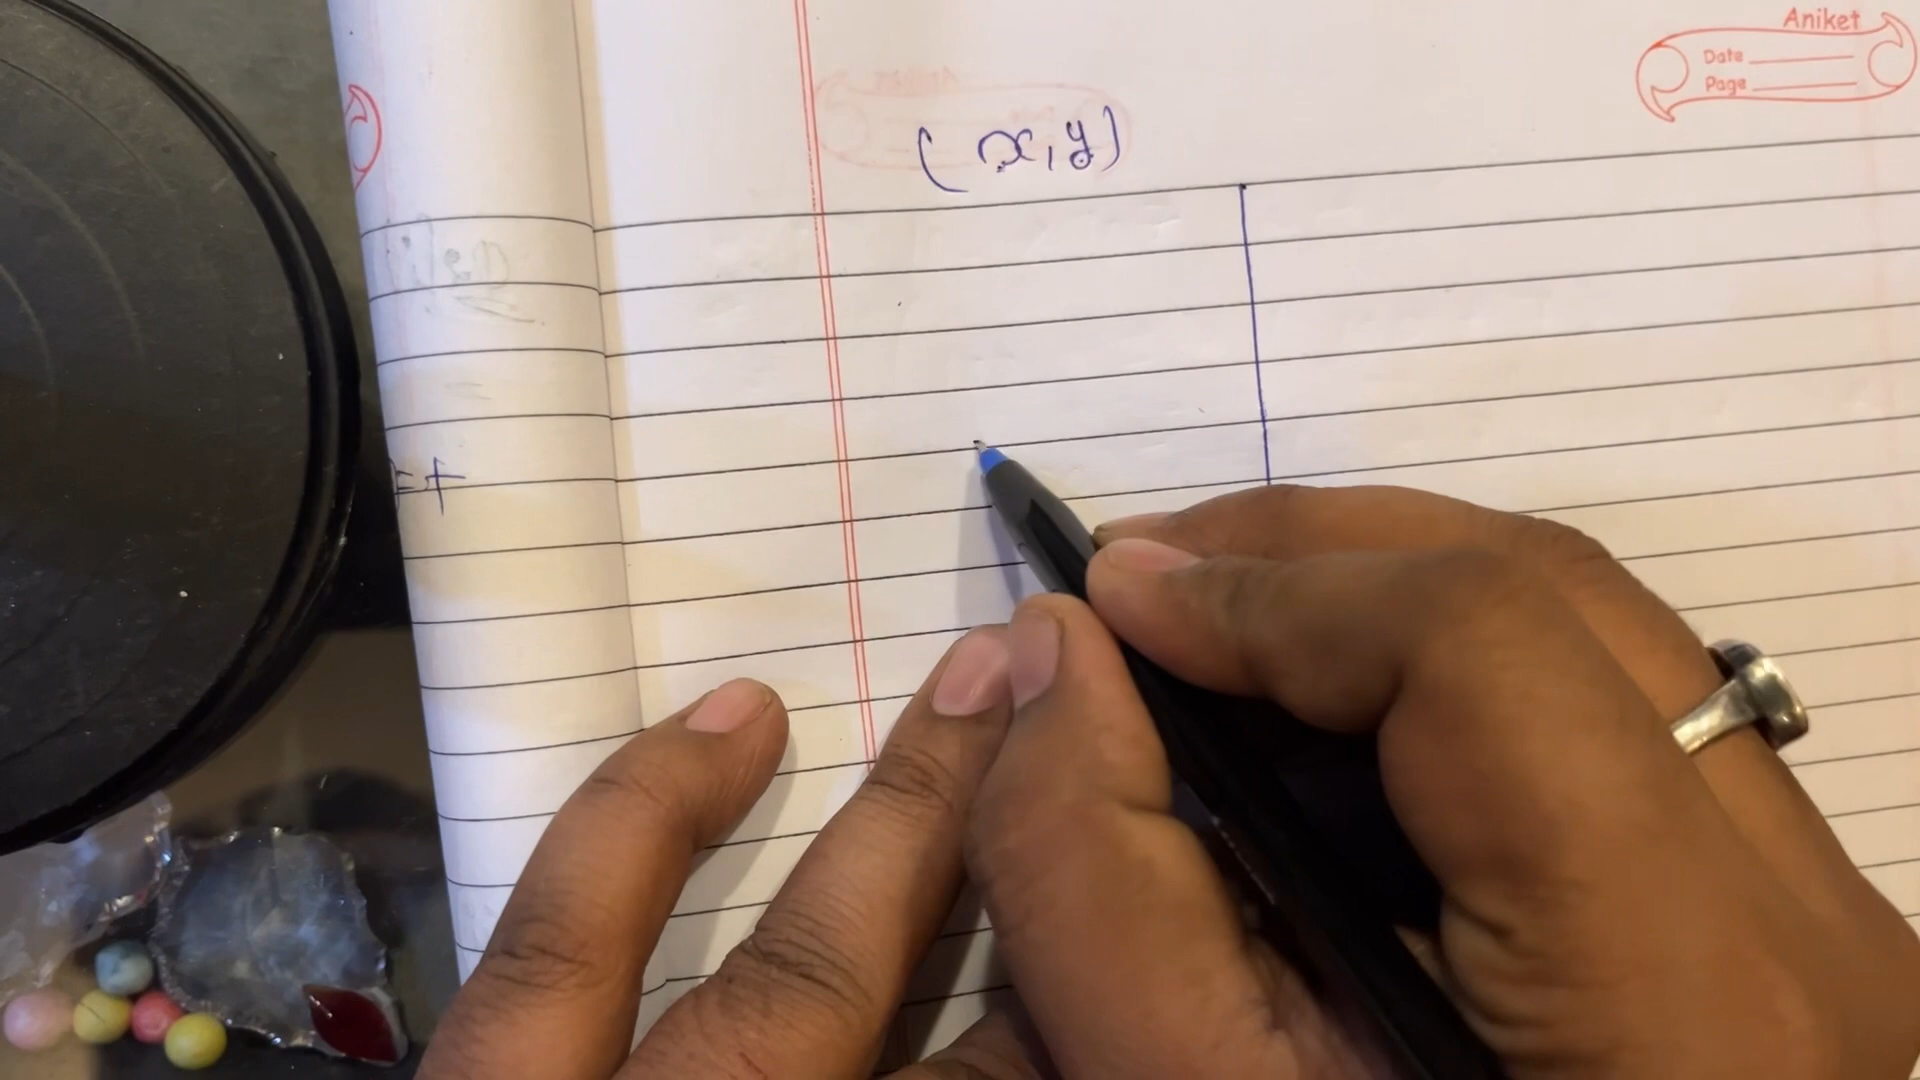 Aniket
Date
Page
(x, y)
=+